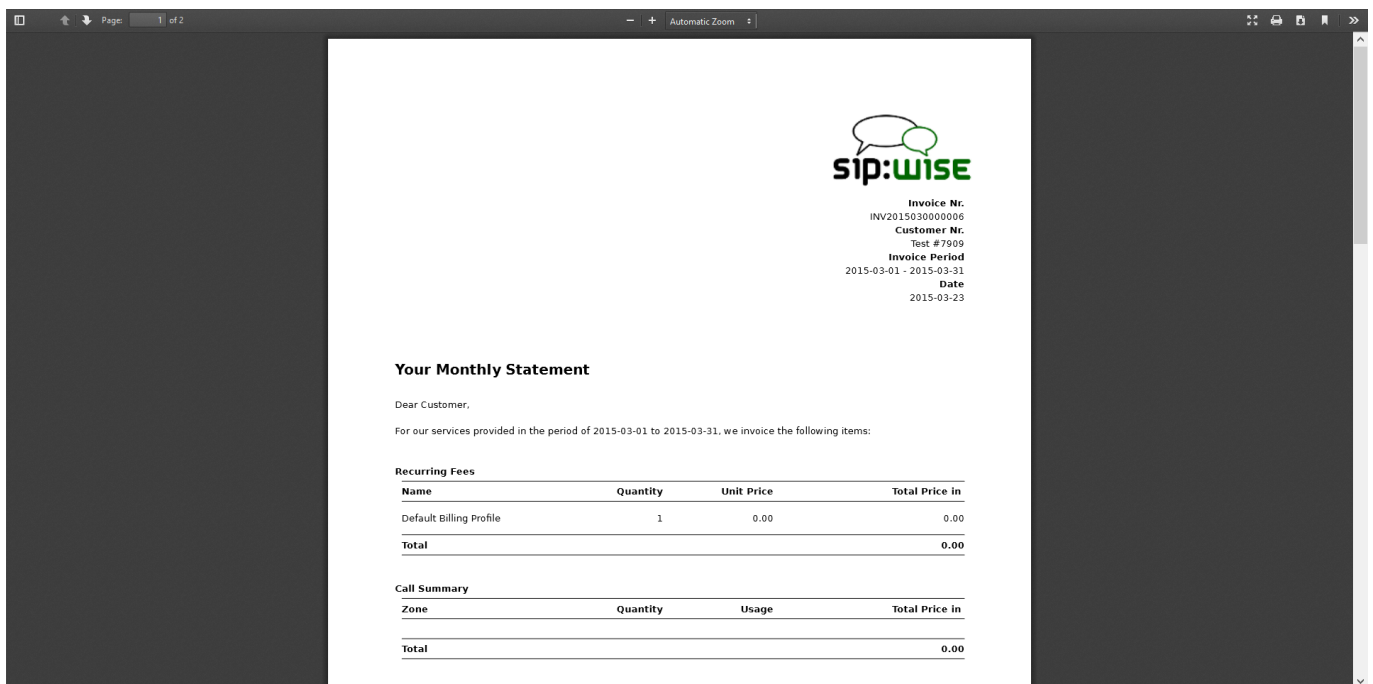 Page: 1 of 2
Automatic Zoom
sip:wise
Invoice Nr.
INV2015030000006
Customer Nr.
Test #7909
Invoice Period
2015-03-01 - 2015-03-31
Date
2015-03-23
Your Monthly Statement
Dear Customer,
For our services provided in the period of 2015-03-01 to 2015-03-31, we invoice the following items:
Recurring Fees
Name Quantity Unit Price Total Price in
Default Billing Profile 1 0.00 0.00
Total 0.00
Call Summary
Zone Quantity Usage Total Price in
Total 0.00